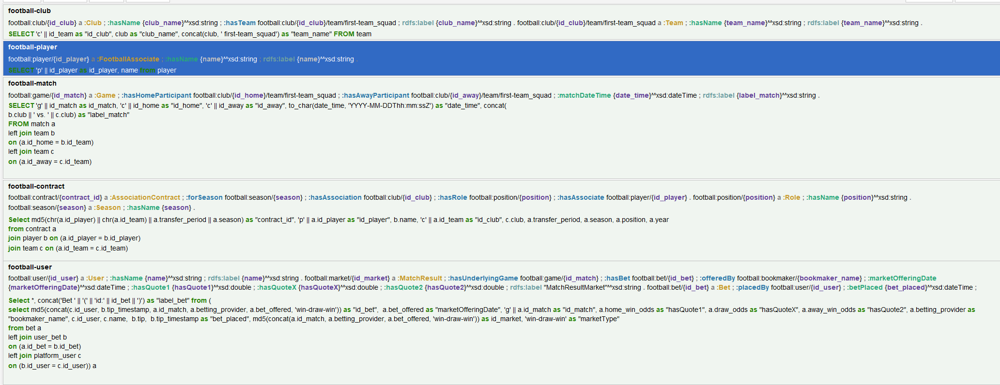 football-club
football:club/{id_club} a :Club ; :hasName {club_name}^^xsd:string ; :hasTeam football:club/{id_club}/team/first-team_squad ; rdfs:label {club_name}^^xsd:string . football:club/{id_club}/team/first-team_squad a :Team ; :hasName {team_name}^^xsd:string ; rdfs:label {team_name}^^xsd:string .
SELECT 'c' || id_team as "id_club", club as "club_name", concat(club, ' first-team_squad') as "team_name" FROM team
football-player
football:player/{id_player} a :FootballAssociate ; :hasName {name}^^xsd:string ; rdfs:label {name}^^xsd:string .
SELECT 'p' || id_player as id_player, name from player
football-match
football:game/{id_match} a :Game ; :hasHomeParticipant football:club/{id_home}/team/first-team_squad ; :hasAwayParticipant football:club/{id_away}/team/first-team_squad ; :matchDateTime {date_time}^^xsd:dateTime ; rdfs:label {label_match}^^xsd:string .
SELECT 'g' || id_match as id_match, 'c' || id_home as "id_home", 'c' || id_away as "id_away", to_char(date_time, 'YYYY-MM-DDThh:mm:ssZ') as "date_time", concat(
b.club || ' vs. ' || c.club) as "label_match"
FROM match a
left join team b
on (a.id_home = b.id_team)
left join team c
on (a.id_away = c.id_team)
football-contract
football:contract/{contract_id} a :AssociationContract ; :forSeason football:season/{season} ; :hasAssociation football:club/{id_club} ; :hasRole football:position/{position} ; :hasAssociate football:player/{id_player} . football:position/{position} a :Role ; :hasName {position}^^xsd:string .
football:season/{season} a :Season ; :hasName {season} .
Select md5(chr(a.id_player) || chr(a.id_team) || a.transfer_period || a.season) as "contract_id", 'p' || a.id_player as "id_player", b.name, 'c' || a.id_team as "id_club", c.club, a.transfer_period, a.season, a.position, a.year
from contract a
join player b on (a.id_player = b.id_player)
join team c on (a.id_team = c.id_team)
football-user
football:user/{id_user} a :User ; :hasName {name}^^xsd:string ; rdfs:label {name}^^xsd:string . football:market/{id_market} a :MatchResult ; :hasUnderlyingGame football:game/{id_match} ; :hasBet football:bet/{id_bet} ; :offeredBy football:bookmaker/{bookmaker_name} ; :marketOfferingDate
{marketOfferingDate}^^xsd:dateTime ; :hasQuote1 {hasQuote1}^^xsd:double ; :hasQuoteX {hasQuoteX}^^xsd:double ; :hasQuote2 {hasQuote2}^^xsd:double ; rdfs:label "MatchResultMarket"^^xsd:string . football:bet/{id_bet} a :Bet ; :placedBy football:user/{id_user} ; :betPlaced {bet_placed}^^xsd:dateTime ;
Select *, concat('Bet ' || '(' || 'id:' || id_bet || ')') as "label_bet" from (
select md5(concat(c.id_user, b.tip_timestamp, a.id_match, a.betting_provider, a.bet_offered, 'win-draw-win')) as "id_bet", a.bet_offered as "marketOfferingDate", 'g' || a.id_match as "id_match", a.home_win_odds as "hasQuote1", a.draw_odds as "hasQuoteX", a.away_win_odds as "hasQuote2", a.betting_provider as
"bookmaker_name", c.id_user, c.name, b.tip, b.tip_timestamp as "bet_placed", md5(concat(a.id_match, a.betting_provider, a.bet_offered, 'win-draw-win')) as id_market, 'win-draw-win' as "marketType"
from bet a
left join user_bet b
on (a.id_bet = b.id_bet)
left join platform_user c
on (b.id_user = c.id_user)) a